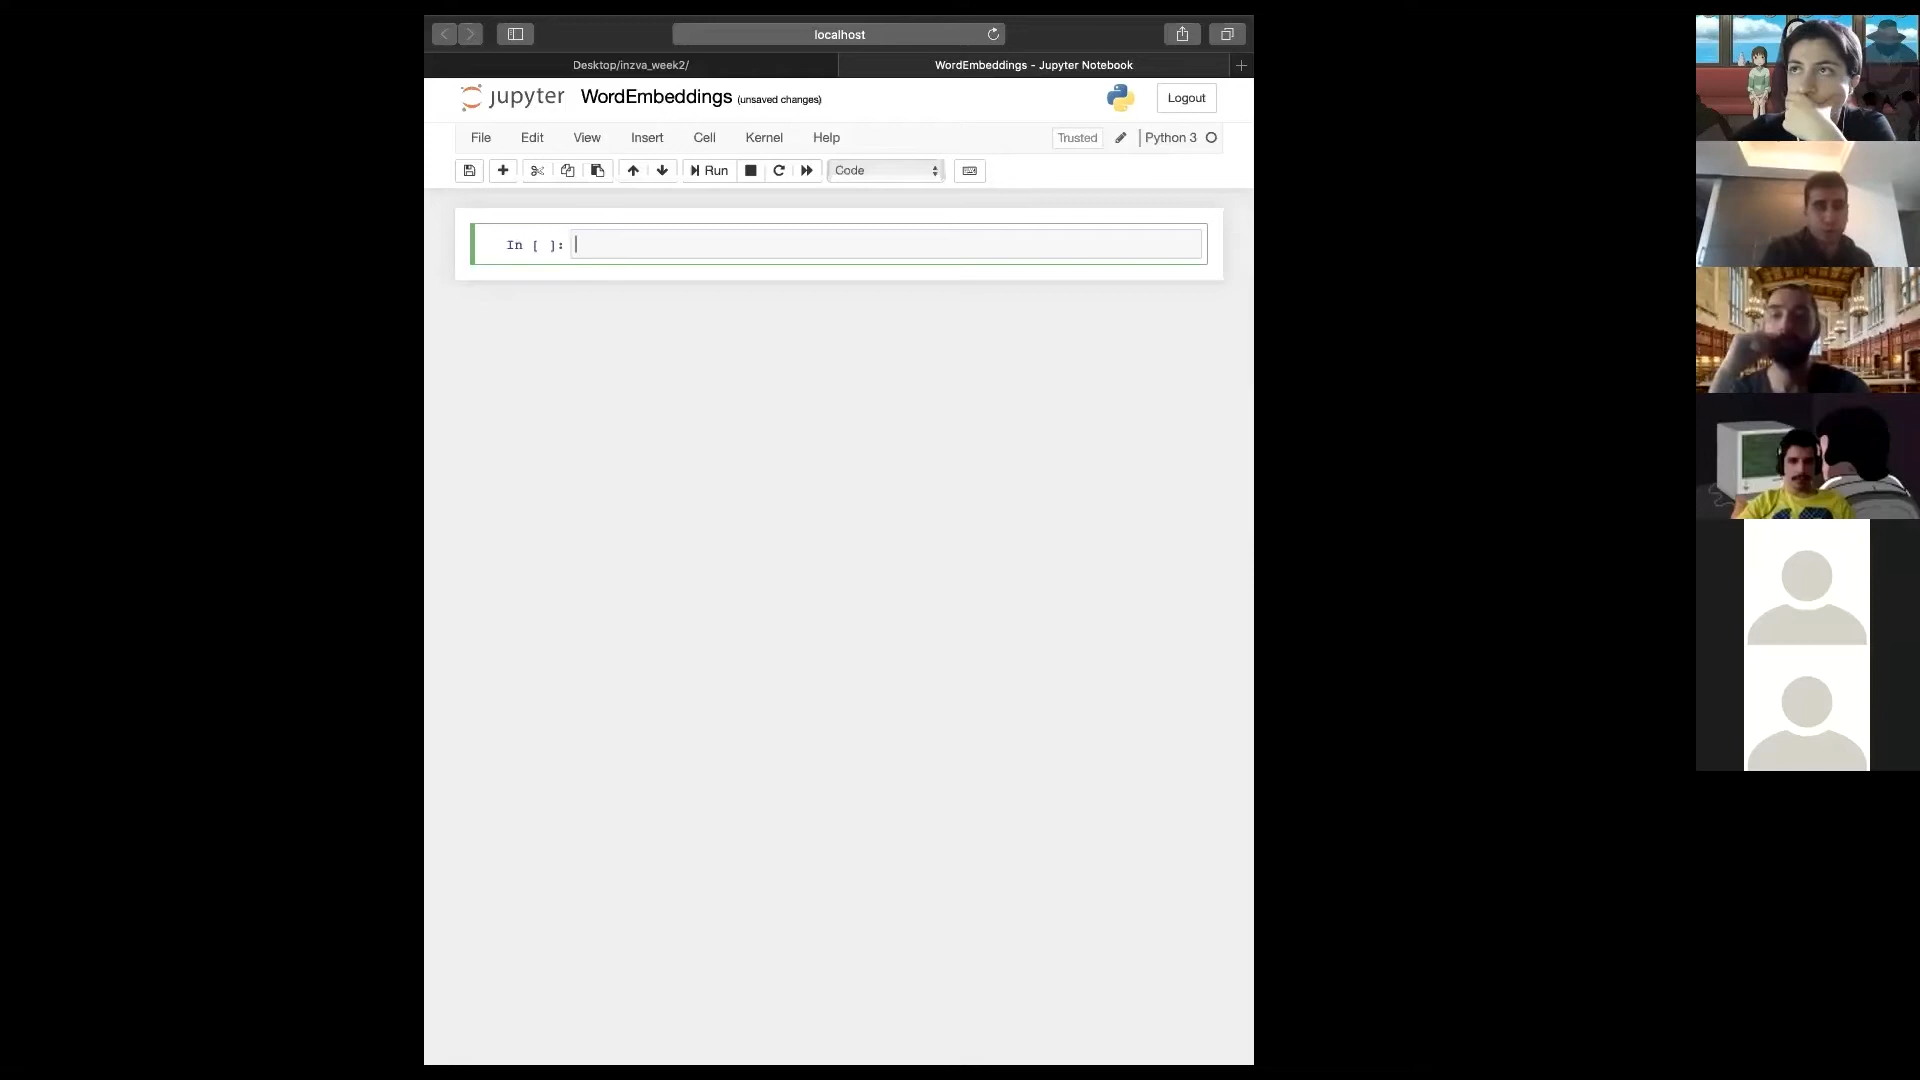 localhost
Desktop/inzva_week2/
WordEmbeddings - Jupyter Notebook
jupyter WordEmbeddings (unsaved changes)
Logout
File Edit View Insert Cell Kernel Help
Trusted
Python 3
Run
Code
In [ ]: